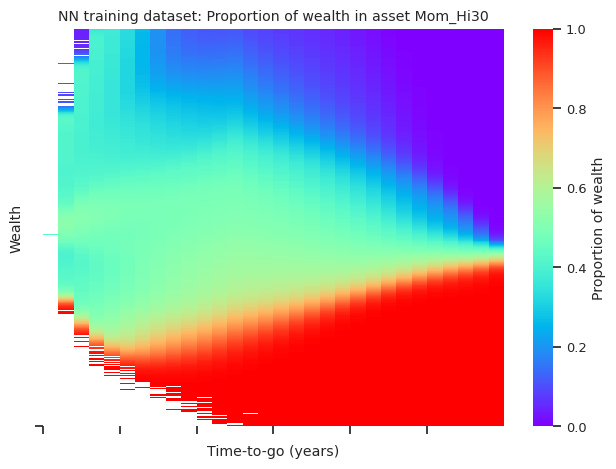 NN training dataset: Proportion of wealth in asset Mom_Hi30
Wealth
Time-to-go (years)
1.0
0.8
0.6
0.4
0.2
0.0
Proportion of wealth